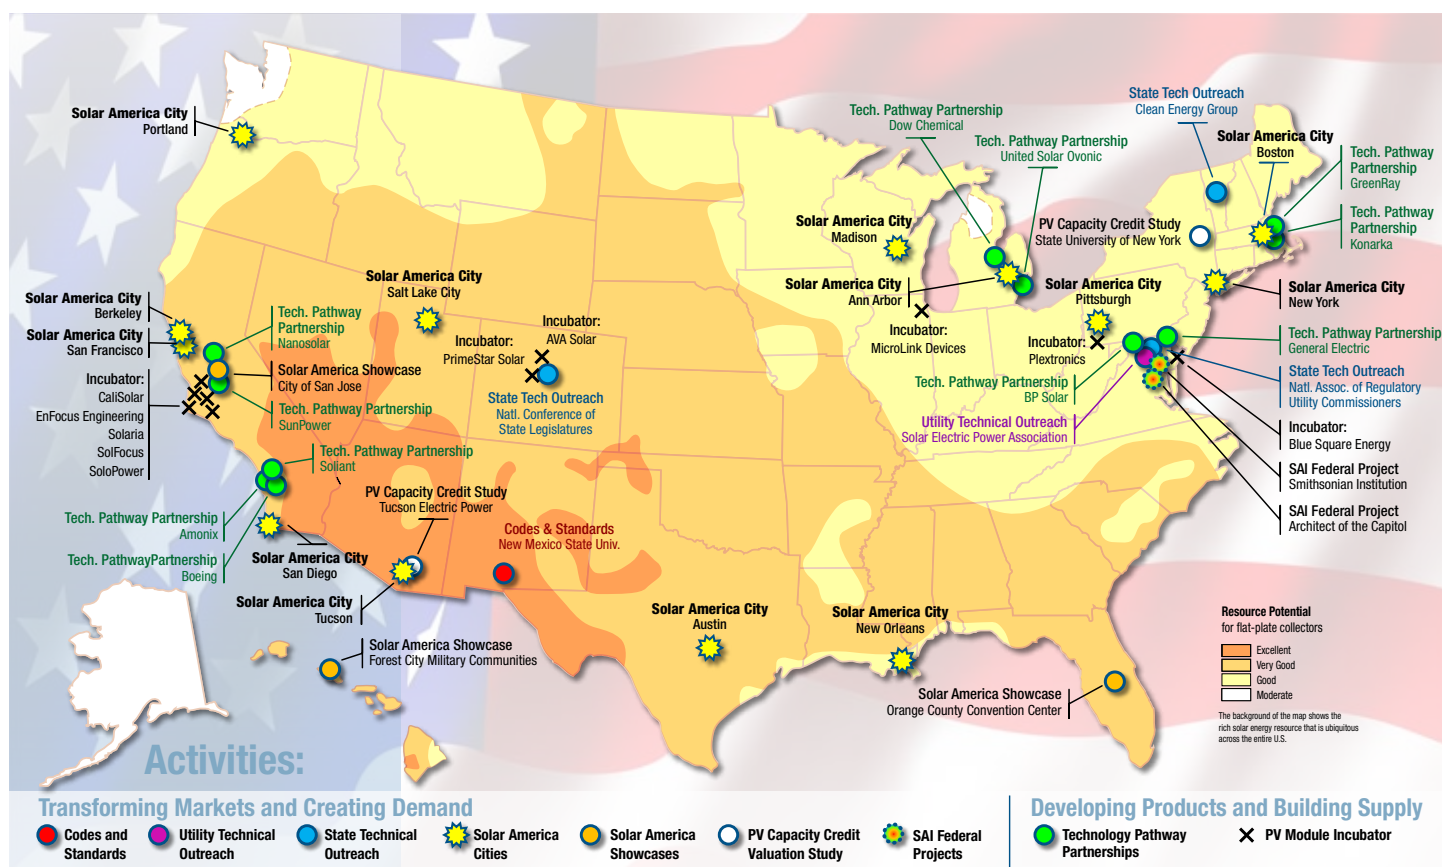 Solar America City
Portland
Tech. Pathway Partnership
Dow Chemical
Tech. Pathway Partnership
United Solar Ovonic
State Tech Outreach
Clean Energy Group
Solar America City
Boston
Tech. Pathway
Partnership
GreenRay
Tech. Pathway
Partnership
Konarka
Solar America City
Madison
PV Capacity Credit Study
State University of New York
Solar America City
Salt Lake City
Solar America City
Ann Arbor
Solar America City
Pittsburgh
Solar America City
New York
Solar America City
Berkeley
Solar America City
San Francisco
Tech. Pathway
Partnership
Nanosolar
Incubator:
AVA Solar
Incubator:
PrimeStar Solar
Incubator:
MicroLink Devices
Incubator:
Plextronics
Tech. Pathway Partnership
General Electric
Solar America Showcase
City of San Jose
Incubator:
CaliSolar
EnFocus Engineering
Solaria
SolFocus
SoloPower
Tech. Pathway Partnership
SunPower
State Tech Outreach
Natl. Conference of
State Legislatures
Tech. Pathway Partnership
BP Solar
State Tech Outreach
Natl. Assoc. of Regulatory
Utility Commissioners
Utility Technical Outreach
Solar Electric Power Association
Incubator:
Blue Square Energy
Tech. Pathway Partnership
Soliant
SAI Federal Project
Smithsonian Institution
PV Capacity Credit Study
Tucson Electric Power
Tech. Pathway Partnership
Amonix
Codes & Standards
New Mexico State Univ.
SAI Federal Project
Architect of the Capitol
Tech. PathwayPartnership
Boeing
Solar America City
San Diego
Solar America City
Tucson
Solar America City
Austin
Solar America City
New Orleans
Solar America Showcase
Forest City Military Communities
Solar America Showcase
Orange County Convention Center
Resource Potential
for flat-plate collectors
Excellent
Very Good
Good
Moderate
The background of the map shows the
rich solar energy resource that is ubiquitous
across the entire U.S.
Activities:
Transforming Markets and Creating Demand
Codes and
Standards
Utility Technical
Outreach
State Technical
Outreach
Solar America
Cities
Solar America
Showcases
PV Capacity Credit
Valuation Study
SAI Federal
Projects
Developing Products and Building Supply
Technology Pathway
Partnerships
PV Module Incubator